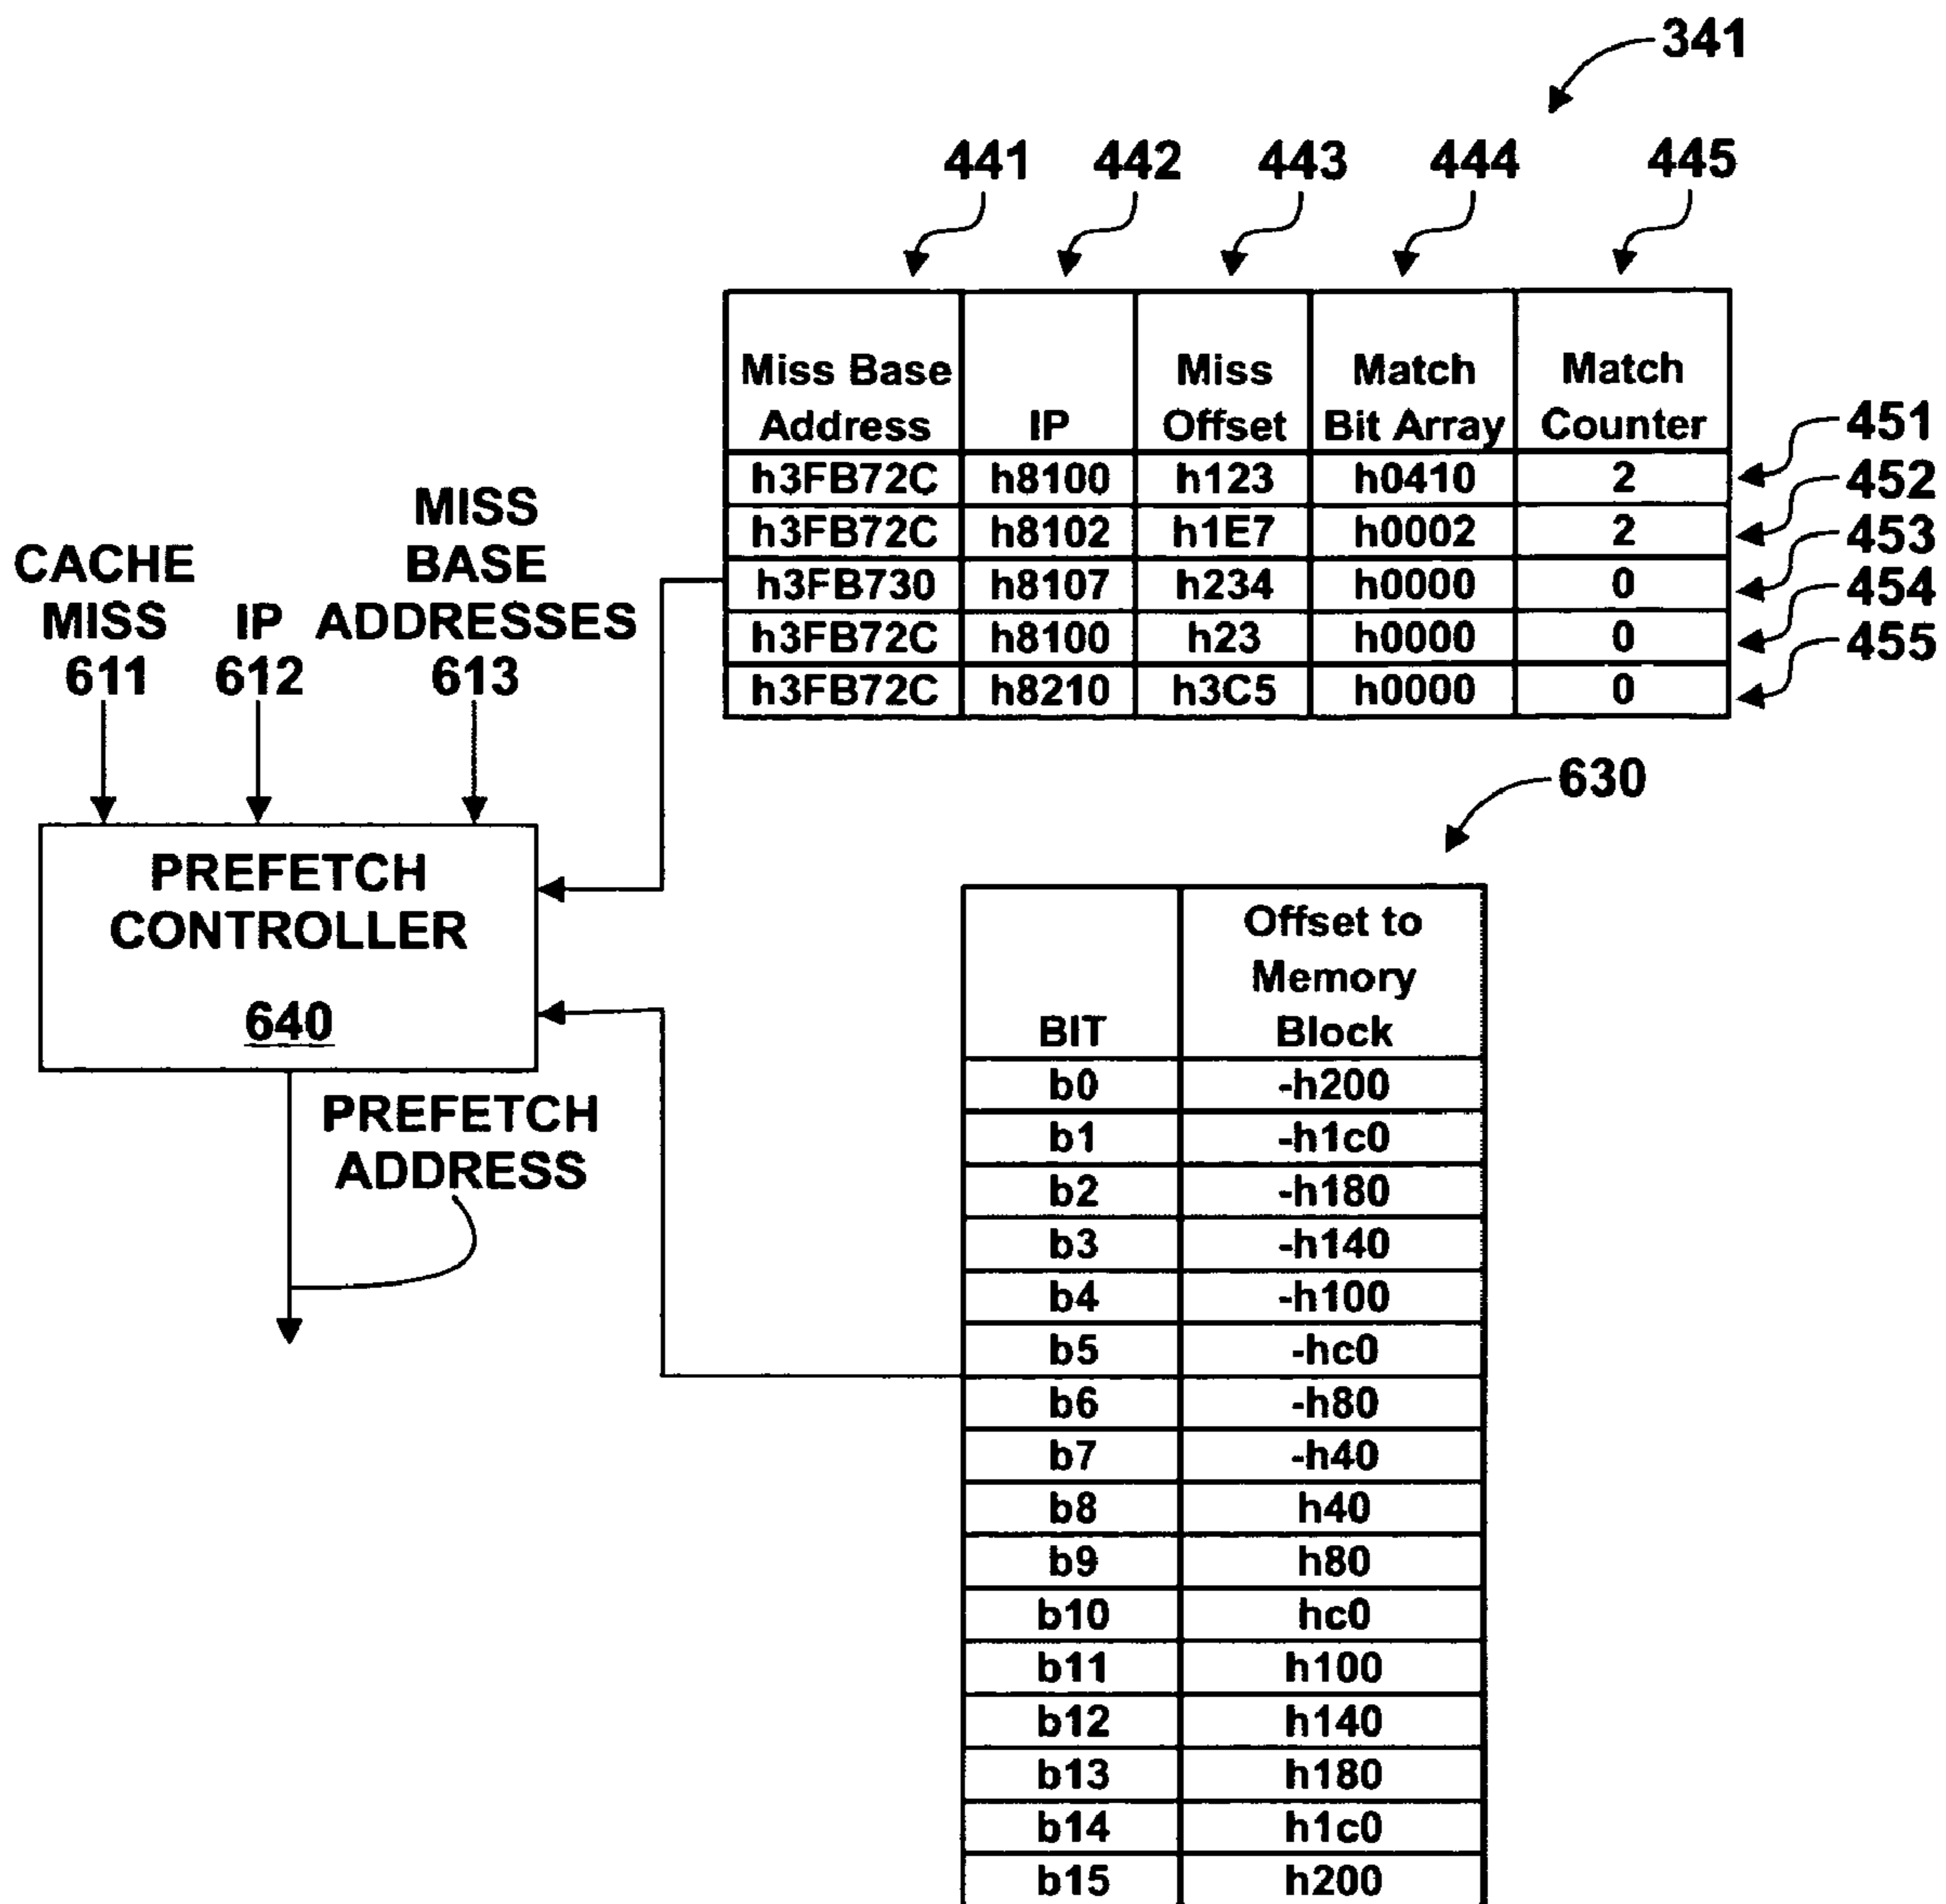 341
441 442 443 444 445
Miss Base Address IP Miss Offset Match Bit Array Match Counter
h3FB72C h8100 h123 h0410 2 451
h3FB72C h8102 h1E7 h0002 2 452
h3FB730 h8107 h234 h0000 0 453
h3FB72C h8100 h23 h0000 0 454
h3FB72C h8210 h3C5 h0000 0 455
CACHE MISS 611
IP 612
MISS BASE ADDRESSES 613
PREFETCH
CONTROLLER
640
PREFETCH
ADDRESS
630
BIT Offset to Memory Block
b0 -h200
b1 -h1c0
b2 -h180
b3 -h140
b4 -h100
b5 -hc0
b6 -h80
b7 -h40
b8 h40
b9 h80
b10 hc0
b11 h100
b12 h140
b13 h180
b14 h1c0
b15 h200